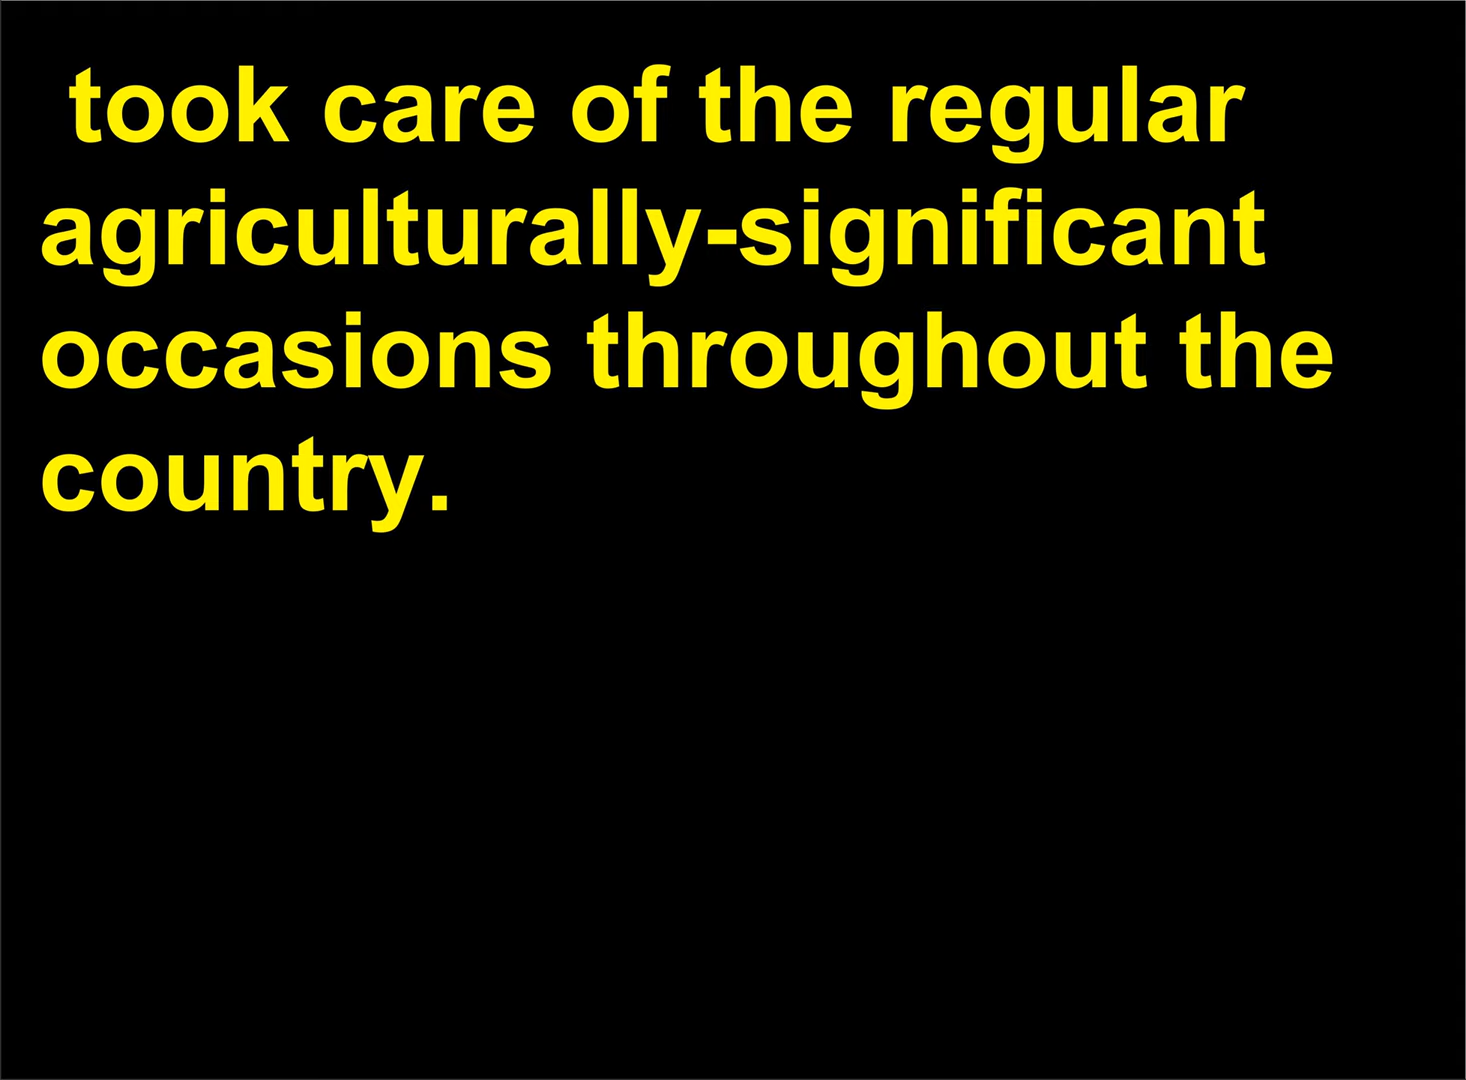 took care of the regular
agriculturally-significant
occasions throughout the
country.